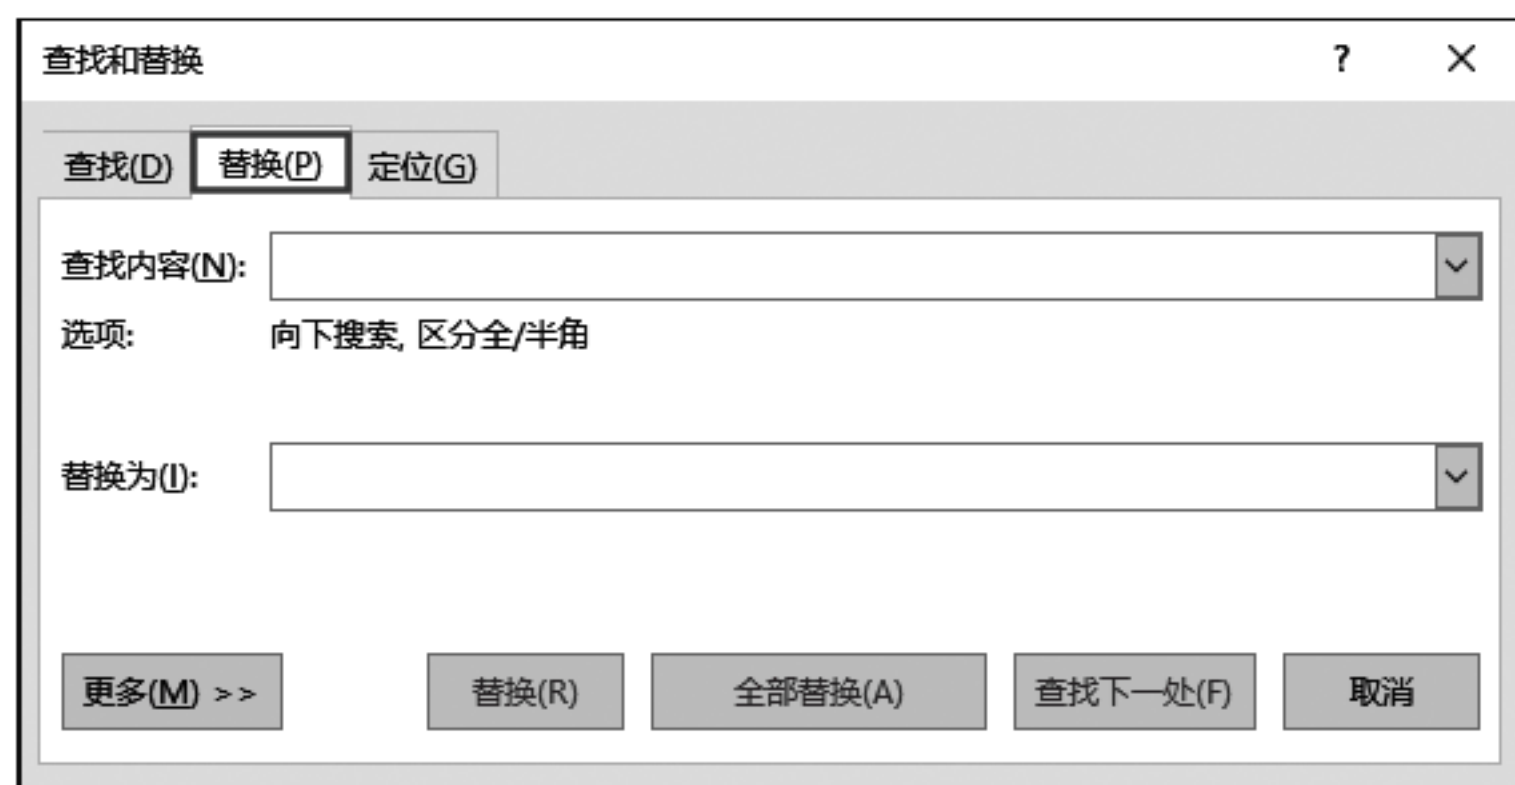 查找和替换 ?
查找(D) 替换(P) 定位(G)
查找内容(N):
选项: 向下搜索, 区分全/半角
替换为(I):
更多(M) >> 替换(R) 全部替换(A) 查找下一处(F) 取消